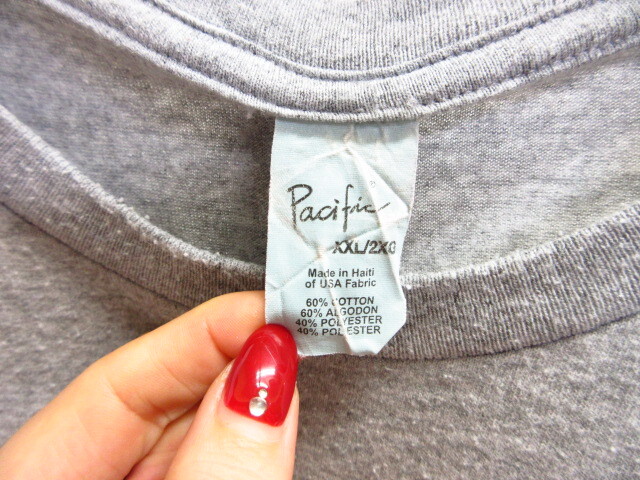 Pacific®
XXL/2XG
Made in Haiti
of USA Fabric
60% COTTON
60% ALGODON
40% POLYESTER
40% POLIESTER